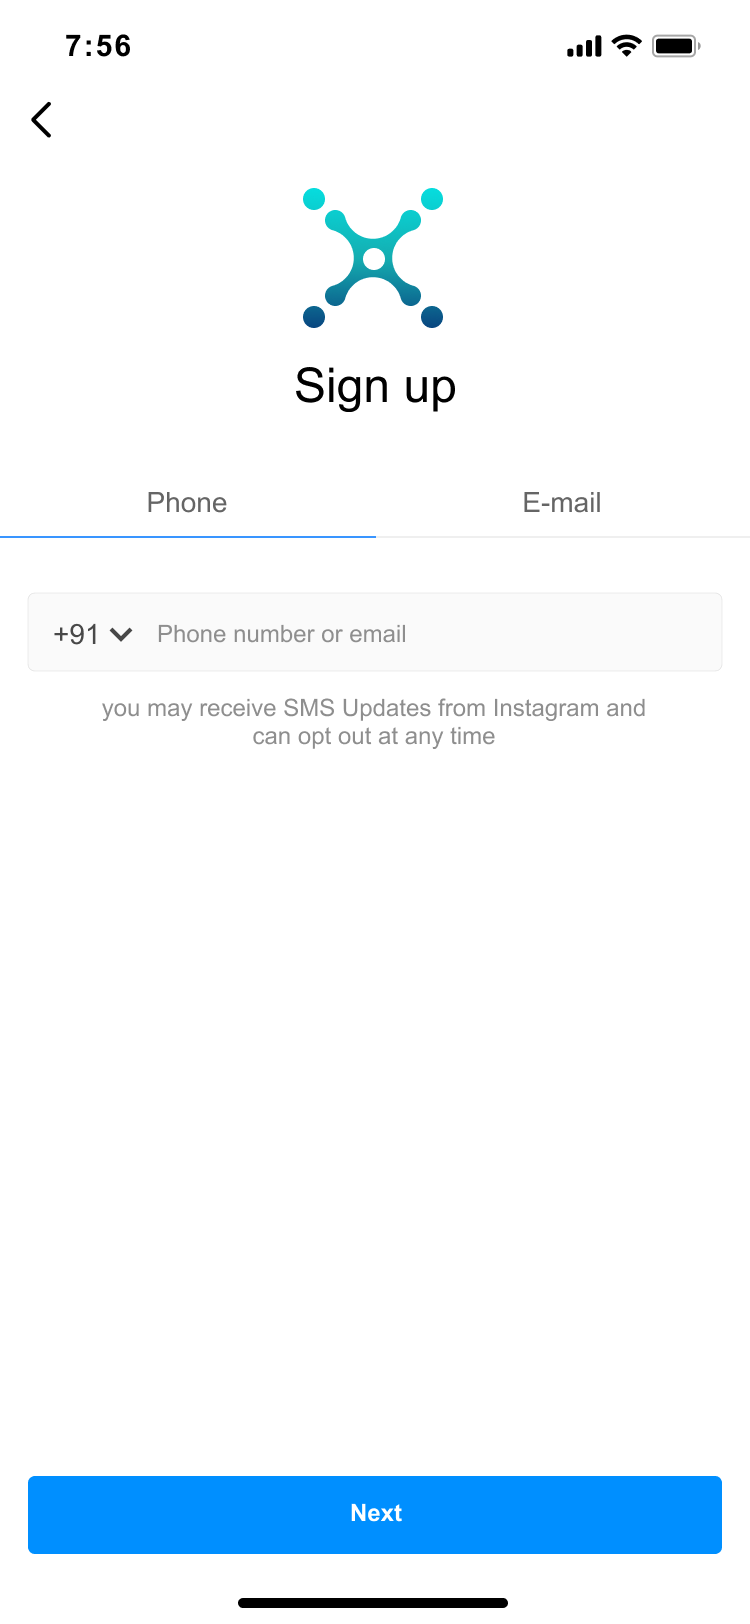 7:56
Sign up
Phone
E-mail
+91
Phone number or email
you may receive SMS Updates from Instagram and
can opt out at any time
Next